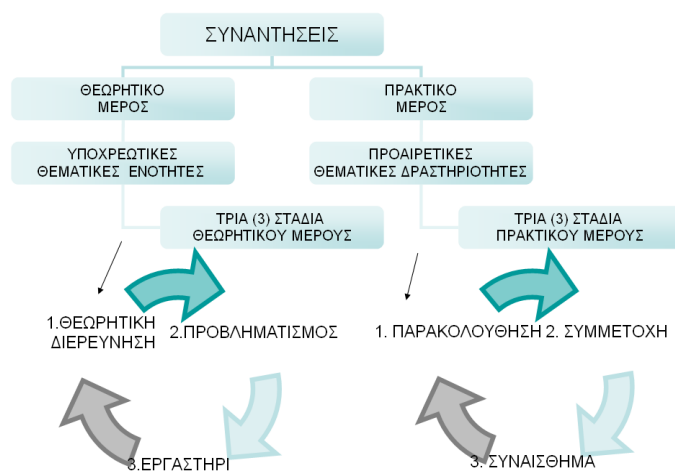 ΣΥΝΑΝΤΗΣΕΙΣ
ΘΕΩΡΗΤΙΚΟ
ΜΕΡΟΣ
ΠΡΑΚΤΙΚΟ
ΜΕΡΟΣ
ΥΠΟΧΡΕΩΤΙΚΕΣ
ΘΕΜΑΤΙΚΕΣ ΕΝΟΤΗΤΕΣ
ΠΡΟΑΙΡΕΤΙΚΕΣ
ΘΕΜΑΤΙΚΕΣ ΔΡΑΣΤΗΡΙΟΤΗΤΕΣ
ΤΡΙΑ (3) ΣΤΑΔΙΑ
ΘΕΩΡΗΤΙΚΟΥ ΜΕΡΟΥΣ
ΤΡΙΑ (3) ΣΤΑΔΙΑ
ΠΡΑΚΤΙΚΟΥ ΜΕΡΟΥΣ
1.ΘΕΩΡΗΤΙΚΗ
ΔΙΕΡΕΥΝΗΣΗ
2.ΠΡΟΒΛΗΜΑΤΙΣΜΟΣ
3.ΕΡΓΑΣΤΗΡΙ
1. ΠΑΡΑΚΟΛΟΥΘΗΣΗ
2. ΣΥΜΜΕΤΟΧΗ
3. ΣΥΝΑΙΣΘΗΜΑ